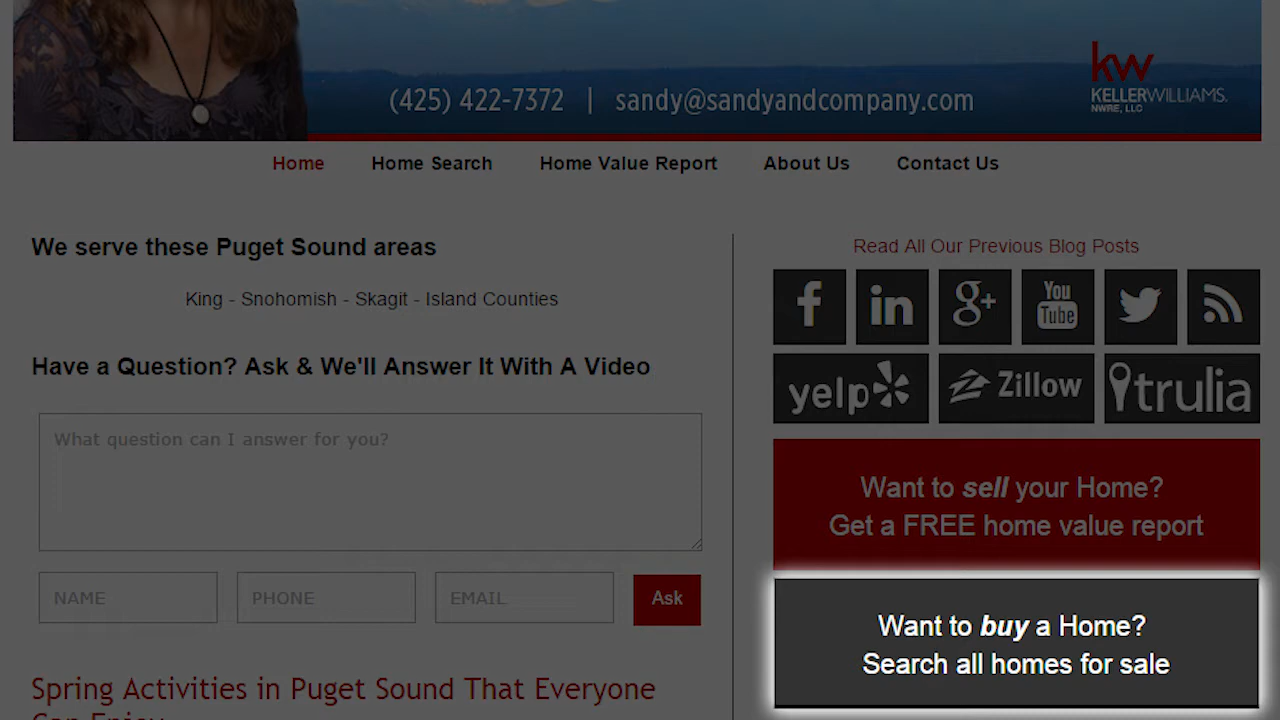 kw
KELLERWILLIAMS.
NWRE, LLC
(425) 422-7372 | sandy@sandyandcompany.com
Home Home Search Home Value Report About Us Contact Us
We serve these Puget Sound areas
King - Snohomish - Skagit - Island Counties
Have a Question? Ask & We'll Answer It With A Video
What question can I answer for you?
NAME PHONE EMAIL Ask
Spring Activities in Puget Sound That Everyone
Can Enjoy
Read All Our Previous Blog Posts
f in g+ You Tube
yelp Zillow trulia
Want to sell your Home?
Get a FREE home value report
Want to buy a Home?
Search all homes for sale